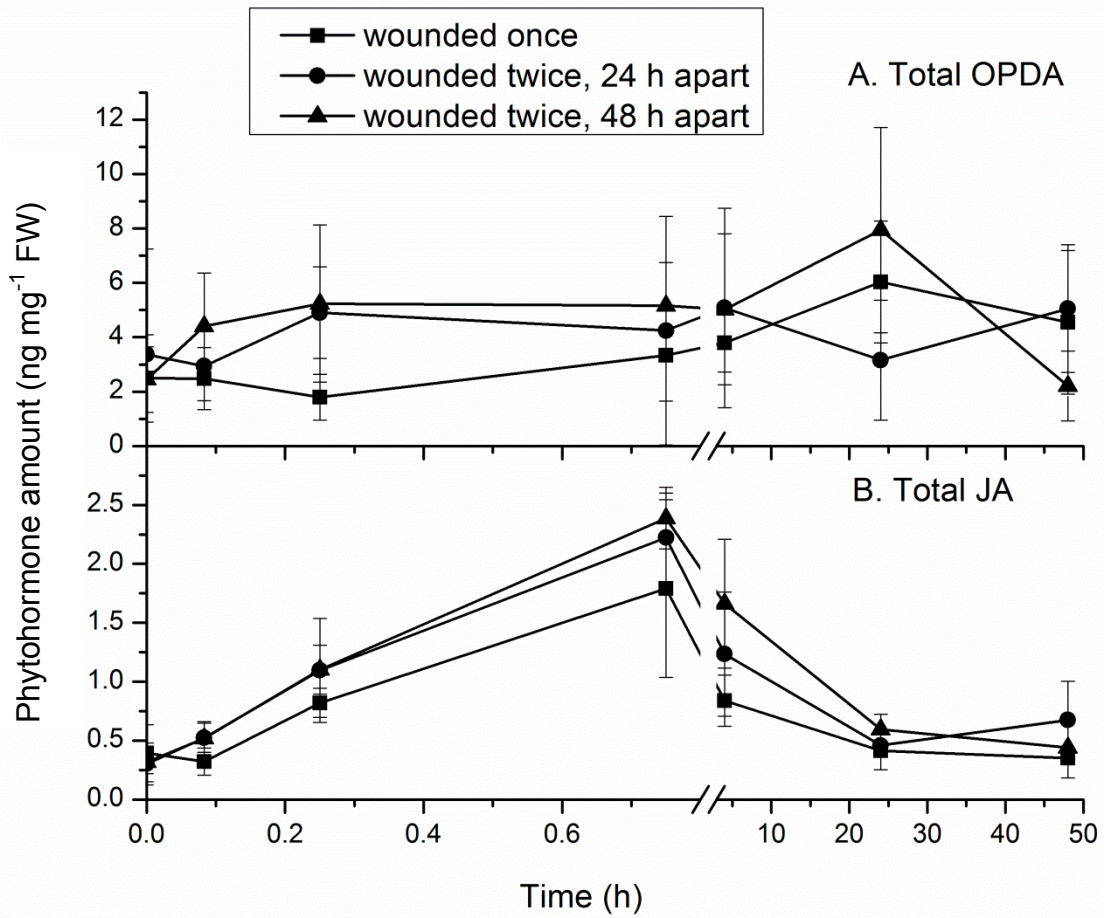 wounded once
wounded twice, 24 h apart
wounded twice, 48 h apart
A. Total OPDA
12
10
8
6
4
2
0
Phytohormone amount (ng mg⁻¹ FW)
B. Total JA
2.5
2.0
1.5
1.0
0.5
0.0
0.0 0.2 0.4 0.6 10 20 30 40 50
Time (h)